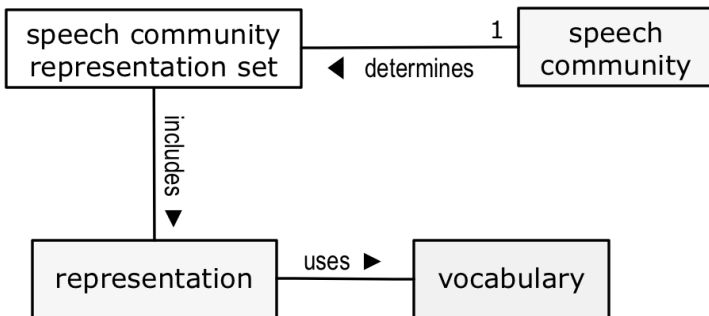 speech community
representation set
1
◄ determines
speech
community
includes ►
representation
uses ►
vocabulary